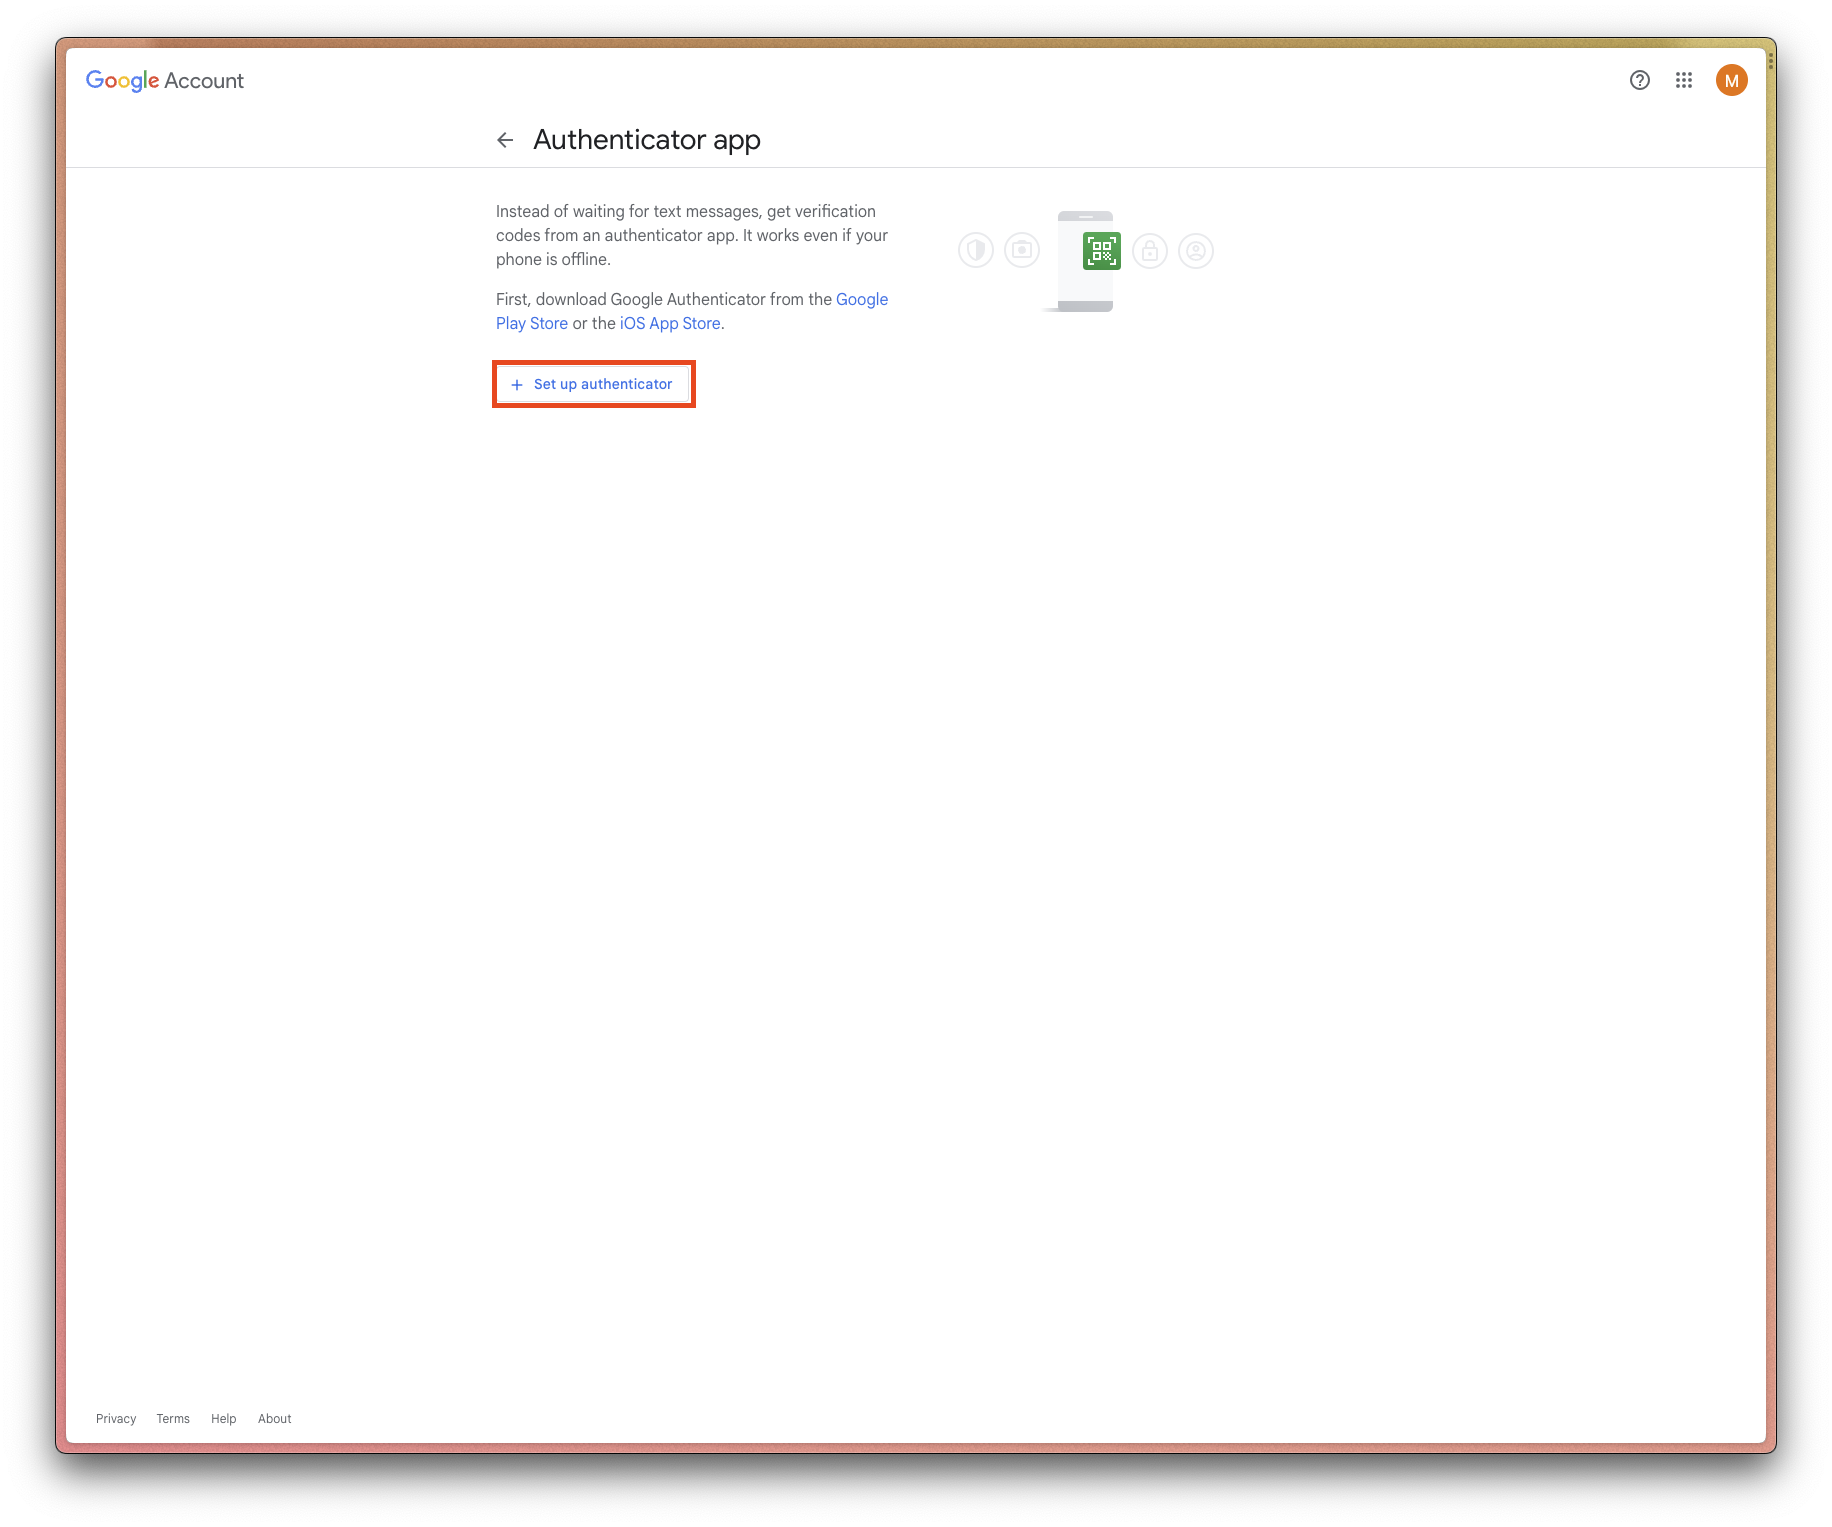 Google Account
M
Authenticator app
Instead of waiting for text messages, get verification
codes from an authenticator app. It works even if your
phone is offline.
First, download Google Authenticator from the Google
Play Store or the iOS App Store.
+ Set up authenticator
Privacy Terms Help About